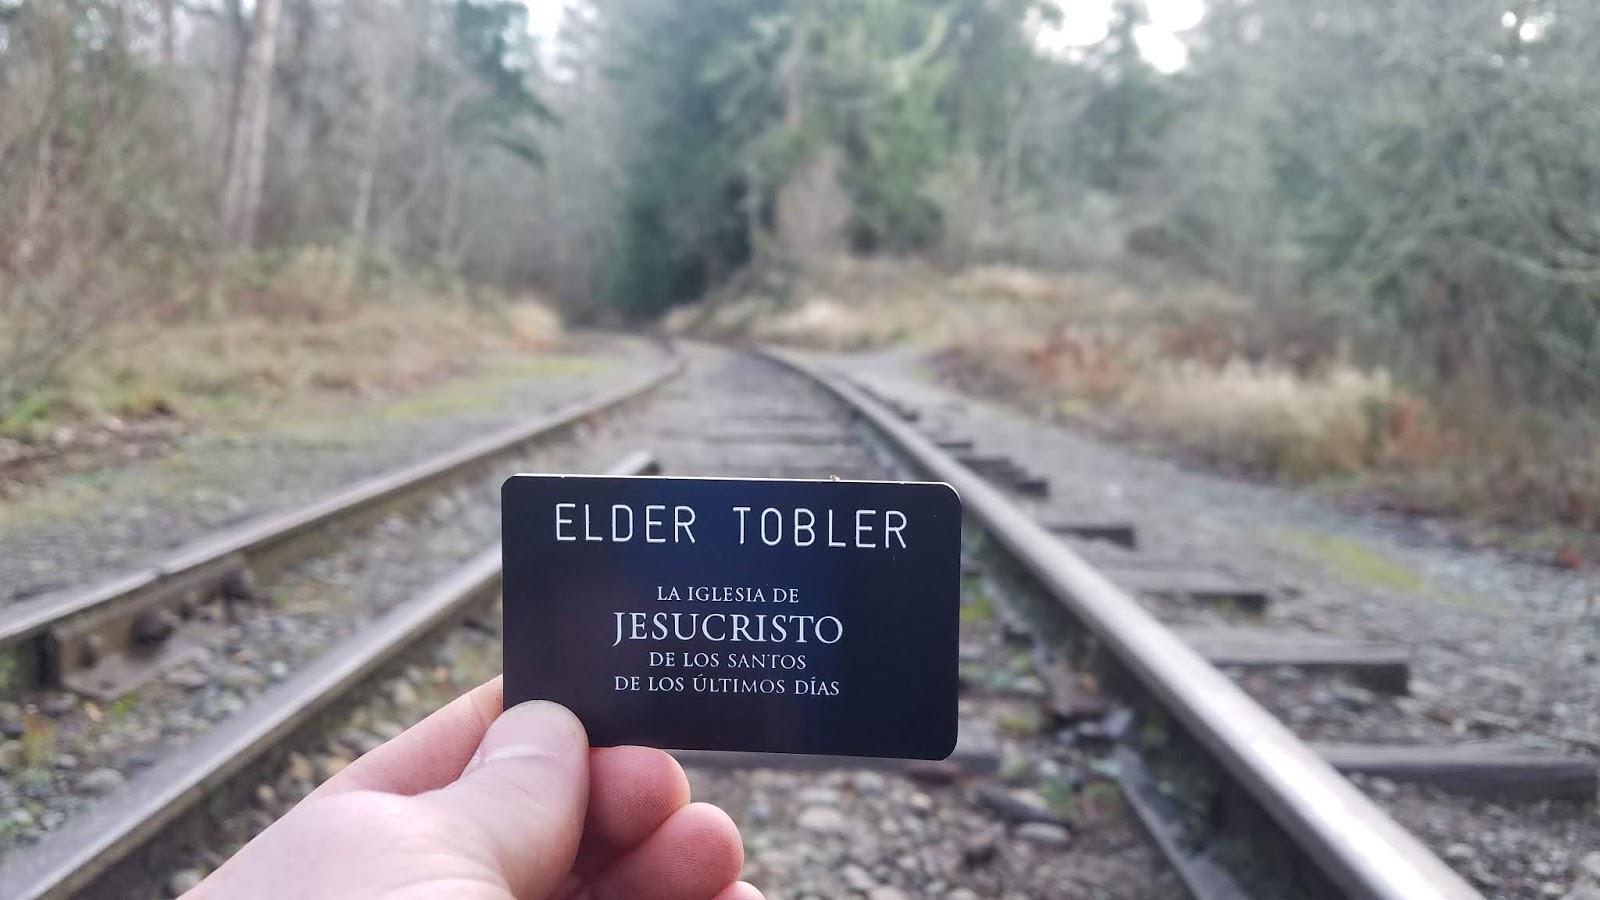 ELDER TOBLER
LA IGLESIA DE
JESUCRISTO
DE LOS SANTOS
DE LOS ÚLTIMOS DÍAS